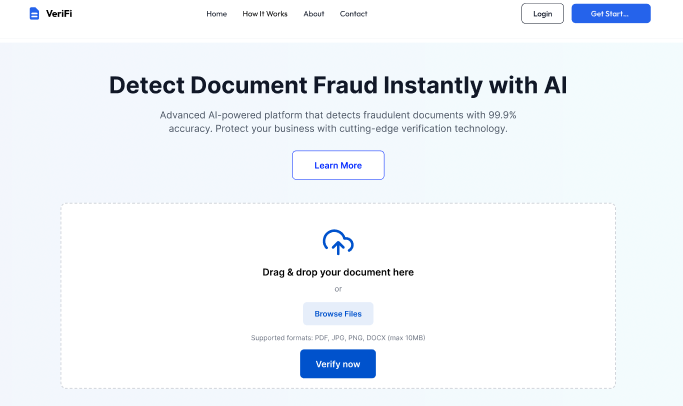 VeriFi
Home How It Works About Contact
Login
Get Start...
Detect Document Fraud Instantly with AI
Advanced AI-powered platform that detects fraudulent documents with 99.9%
accuracy. Protect your business with cutting-edge verification technology.
Learn More
Drag & drop your document here
or
Browse Files
Supported formats: PDF, JPG, PNG, DOCX (max 10MB)
Verify now